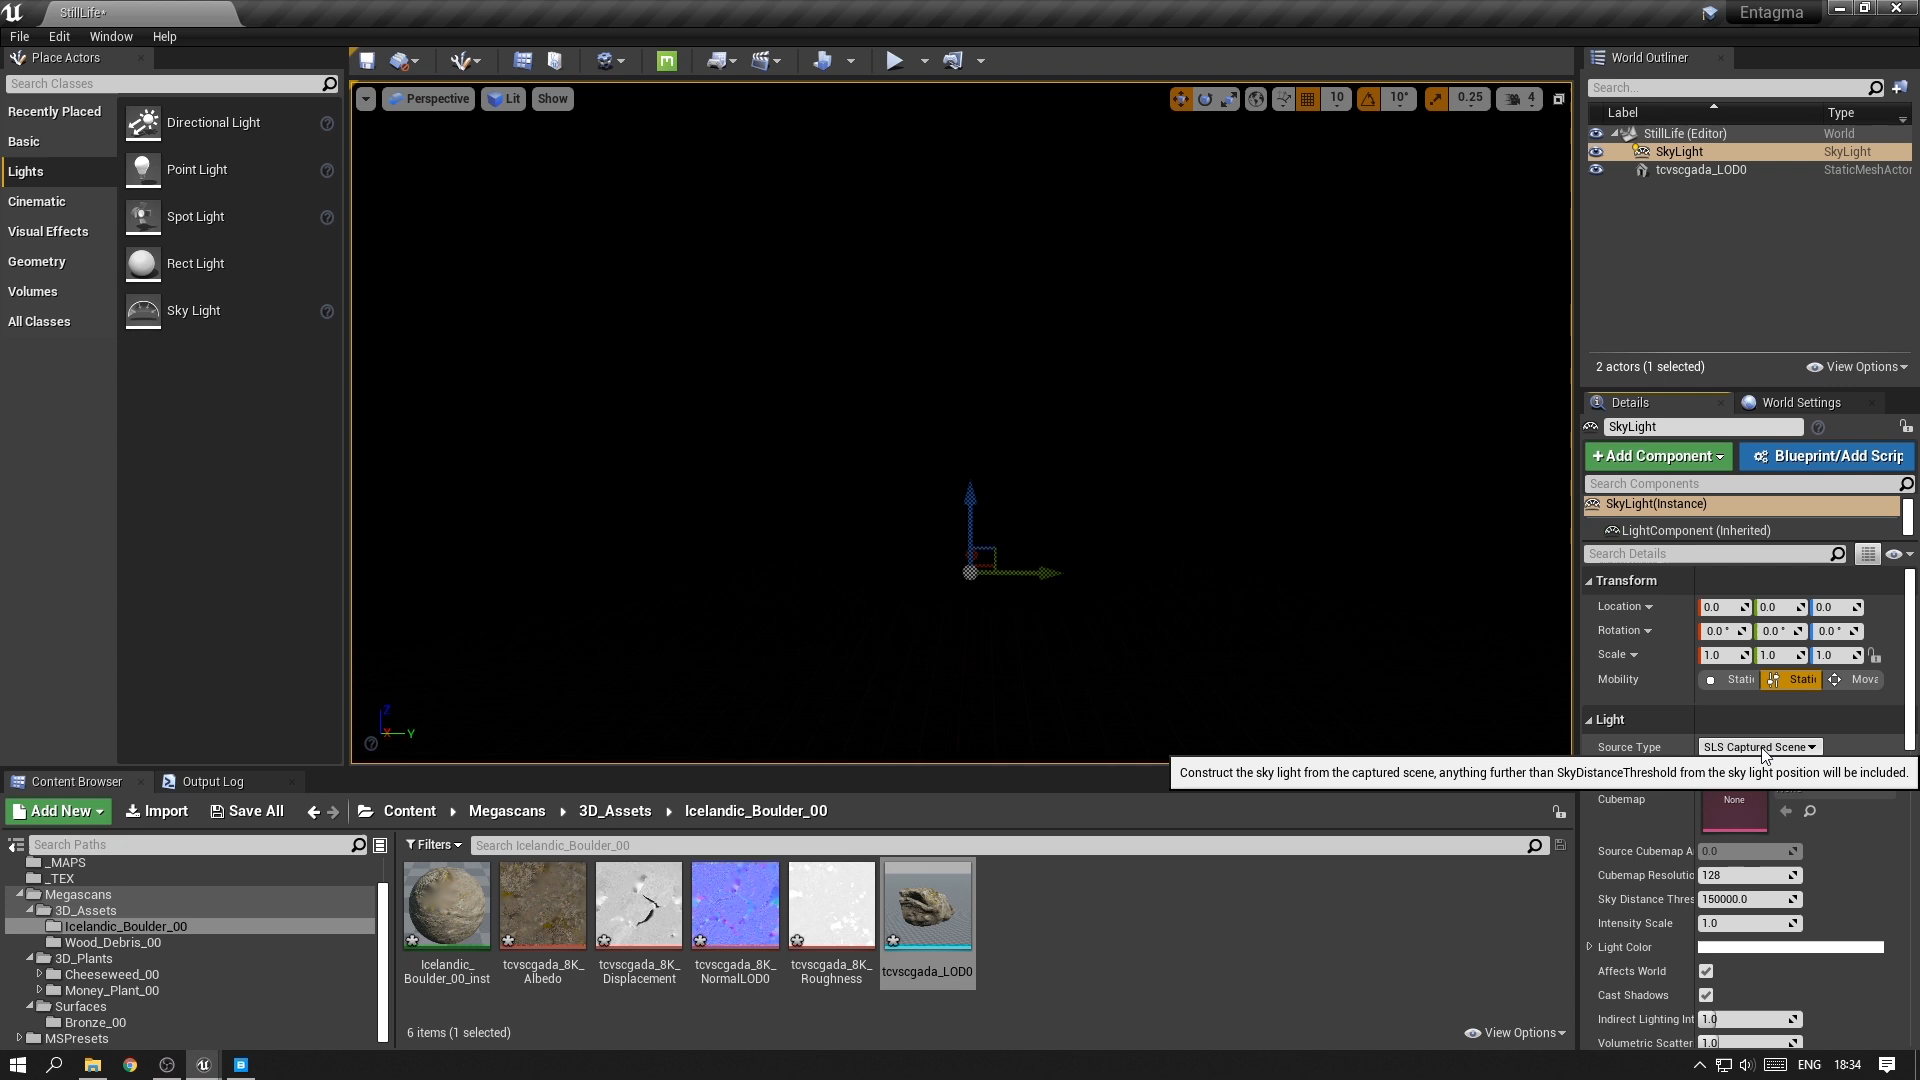 StillLife*
Entagma
File Edit Window Help
Place Actors
Search Classes
Recently Placed
Basic
Lights
Cinematic
Visual Effects
Geometry
Volumes
All Classes
Directional Light
Point Light
Spot Light
Rect Light
Sky Light
Perspective Lit Show
10 10° 0.25 4
Z
X Y
World Outliner
Search...
Label Type
StillLife (Editor) World
SkyLight SkyLight
tcvscgada_LOD0 StaticMeshActor
2 actors (1 selected) View Options
Details World Settings
SkyLight
+Add Component Blueprint/Add Scrip
Search Components
SkyLight(Instance)
LightComponent (Inherited)
Search Details
Transform
Location 0.0 0.0 0.0
Rotation 0.0 ° 0.0 ° 0.0 °
Scale 1.0 1.0 1.0
Mobility Stati Statio Mova
Light
Source Type SLS Captured Scene
Construct the sky light from the captured scene, anything further than SkyDistanceThreshold from the sky light position will be included.
Cubemap None
Source Cubemap A 0.0
Cubemap Resolutio 128
Sky Distance Thres 150000.0
Intensity Scale 1.0
Light Color
Affects World
Cast Shadows
Indirect Lighting Int 1.0
Volumetric Scatter 1.0
Content Browser Output Log
Add New Import Save All Content Megascans 3D_Assets Icelandic_Boulder_00
Search Paths
_MAPS
_TEX
Megascans
3D_Assets
Icelandic_Boulder_00
Wood_Debris_00
3D_Plants
Cheeseweed_00
Money_Plant_00
Surfaces
Bronze_00
MSPresets
Filters Search Icelandic_Boulder_00
Icelandic_
Boulder_00_inst
tcvscgada_8K_
Albedo
tcvscgada_8K_
Displacement
tcvscgada_8K_
NormalLOD0
tcvscgada_8K_
Roughness
tcvscgada_LOD0
6 items (1 selected) View Options
ENG 18:34